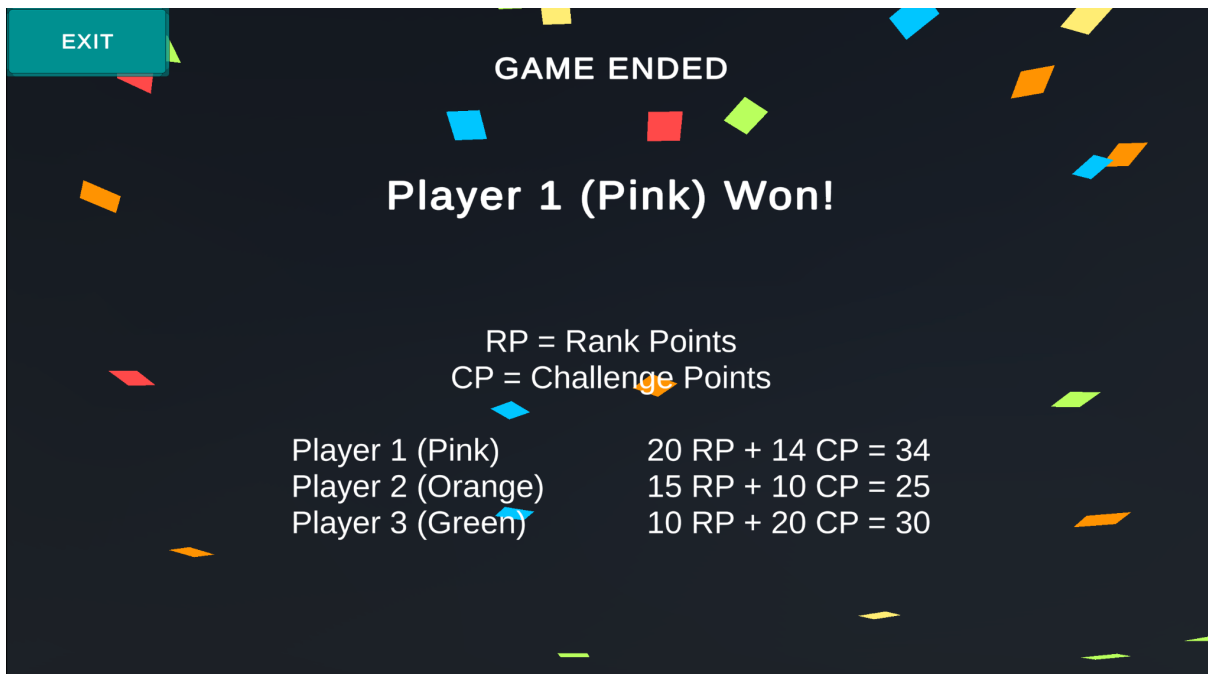 EXIT
GAME ENDED
Player 1 (Pink) Won!
RP = Rank Points
CP = Challenge Points
Player 1 (Pink) 20 RP + 14 CP = 34
Player 2 (Orange) 15 RP + 10 CP = 25
Player 3 (Green) 10 RP + 20 CP = 30